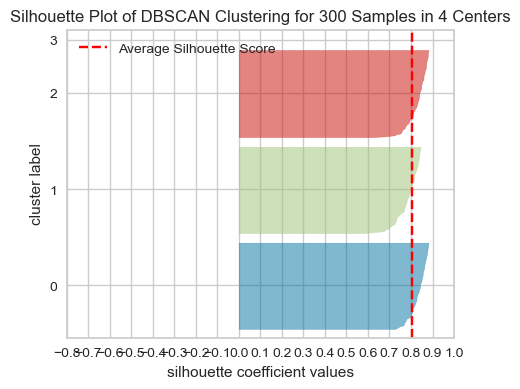 Silhouette Plot of DBSCAN Clustering for 300 Samples in 4 Centers
Average Silhouette Score
cluster label
3
2
1
0
−0.8−0.7−0.6−0.5−0.4−0.3−0.2−0.10.0 0.1 0.2 0.3 0.4 0.5 0.6 0.7 0.8 0.9 1.0
silhouette coefficient values